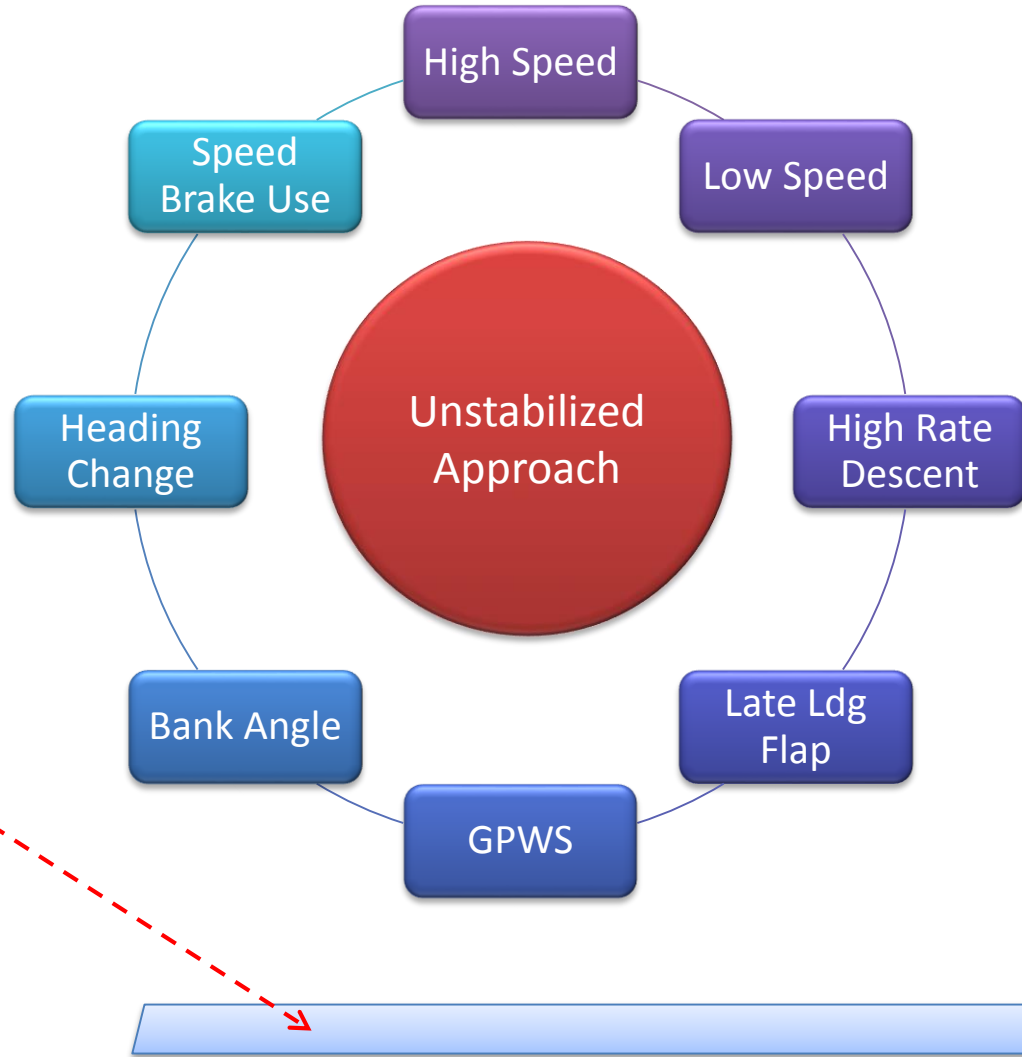 High Speed
Speed
Brake Use
Low Speed
Unstabilized
Approach
Heading
Change
High Rate
Descent
Bank Angle
Late Ldg
Flap
GPWS